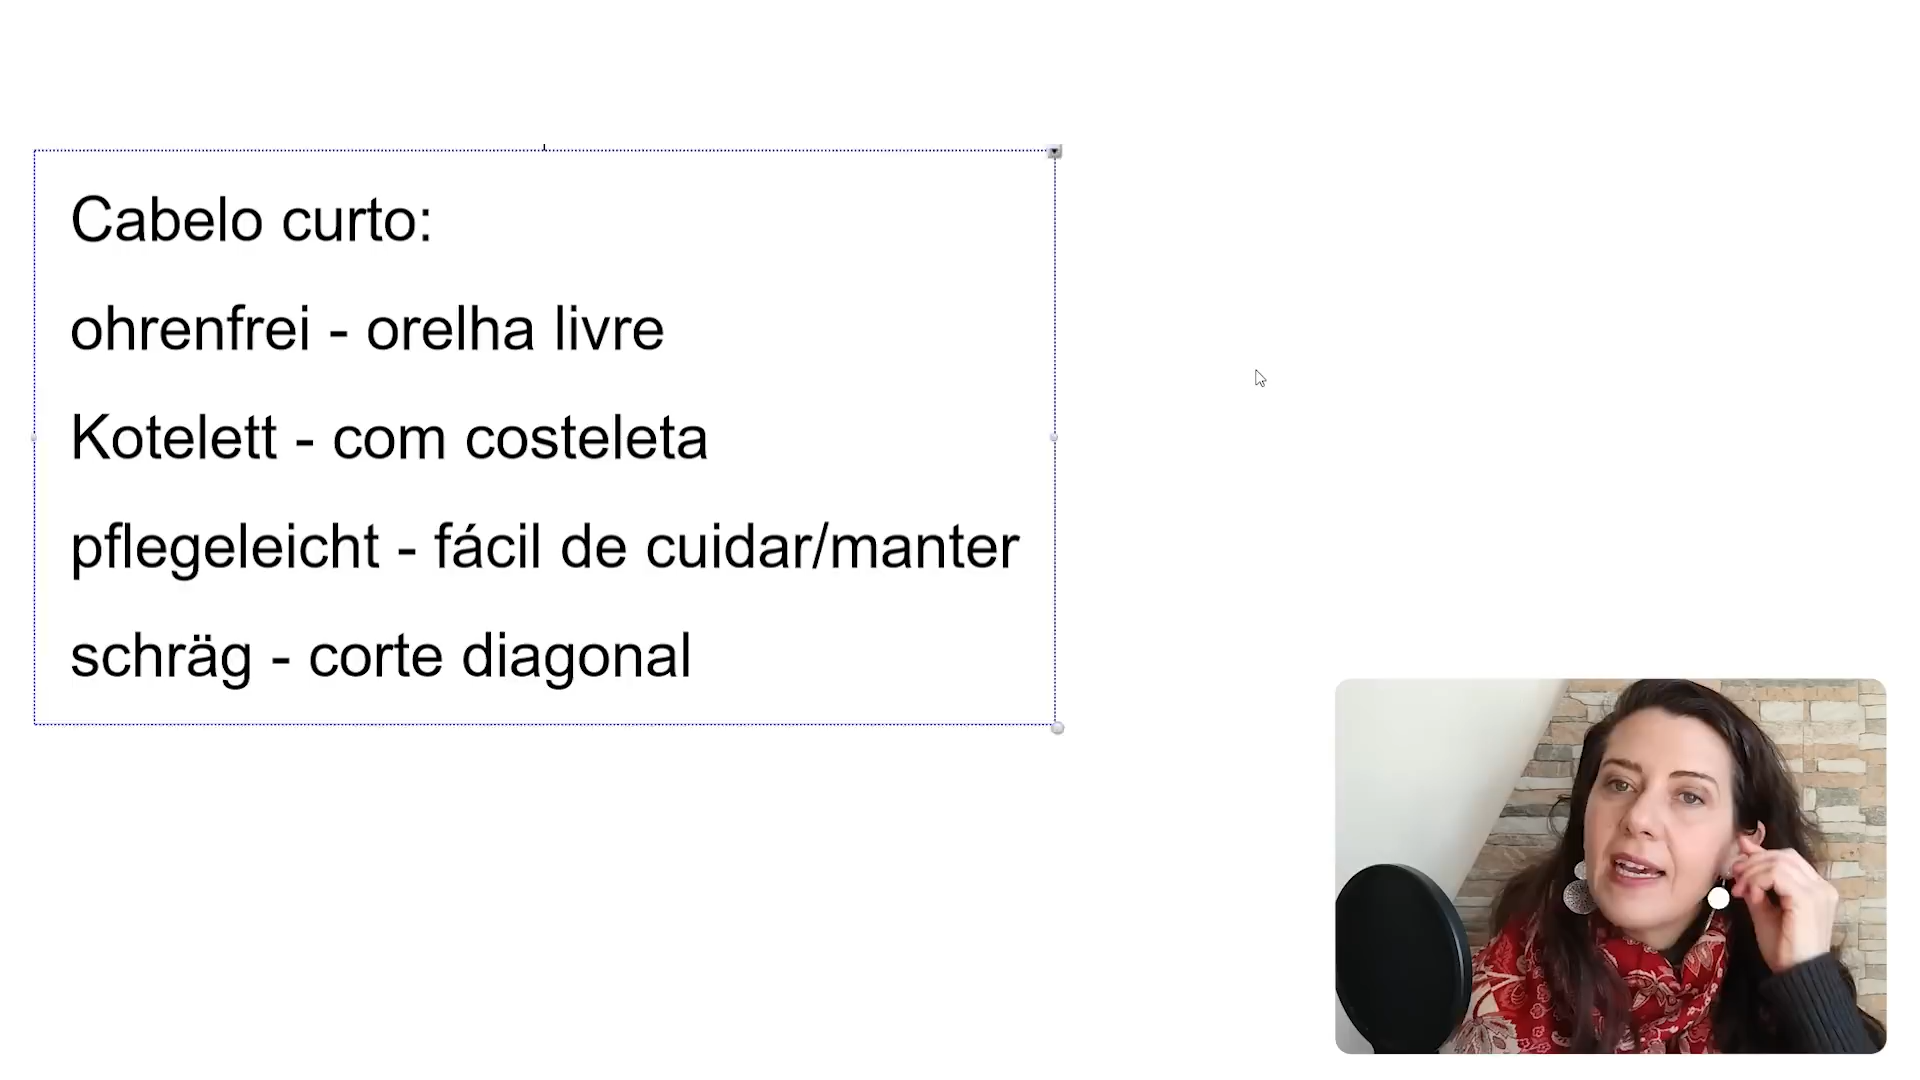 Cabelo curto:
ohrenfrei - orelha livre
Kotelett - com costeleta
pflegeleicht - fácil de cuidar/manter
schräg - corte diagonal